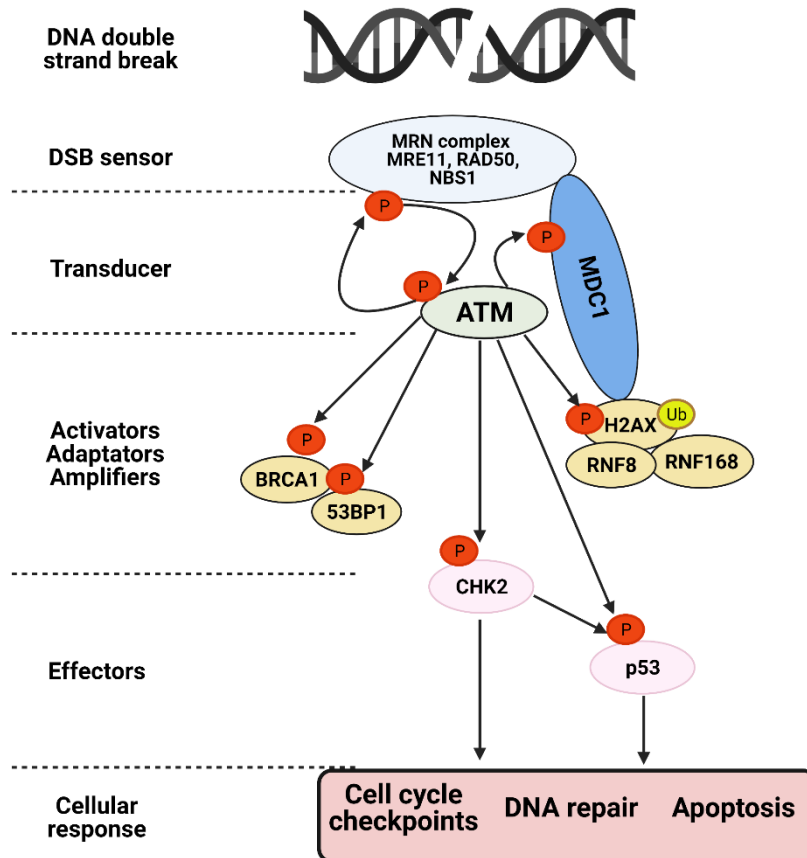 DNA double
strand break
DSB sensor
MRN complex
MRE11, RAD50,
NBS1
P
P
MDC1
Transducer
P
ATM
Activators
Adaptators
Amplifiers
P
BRCA1
P
53BP1
P
H2AX
Ub
RNF8
RNF168
P
CHK2
Effectors
P
p53
Cellular
response
Cell cycle
checkpoints
DNA repair
Apoptosis